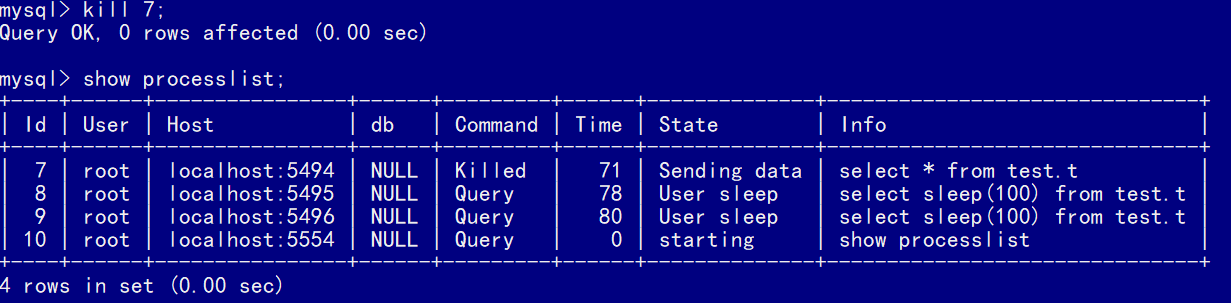 mysql> kill 7;
Query OK, 0 rows affected (0.00 sec)
mysql> show processlist;
+----+------+-----------------+------+---------+------+--------------+---------------------------------+
| Id | User | Host            | db   | Command | Time | State        | Info                            |
+----+------+-----------------+------+---------+------+--------------+---------------------------------+
| 7 | root | localhost:5494 | NULL | Killed | 71 | Sending data | select * from test.t |
| 8 | root | localhost:5495 | NULL | Query | 78 | User sleep | select sleep(100) from test.t |
| 9 | root | localhost:5496 | NULL | Query | 80 | User sleep | select sleep(100) from test.t |
| 10 | root | localhost:5554 | NULL | Query | 0 | starting | show processlist |
+----+------+-----------------+------+---------+------+--------------+---------------------------------+
4 rows in set (0.00 sec)